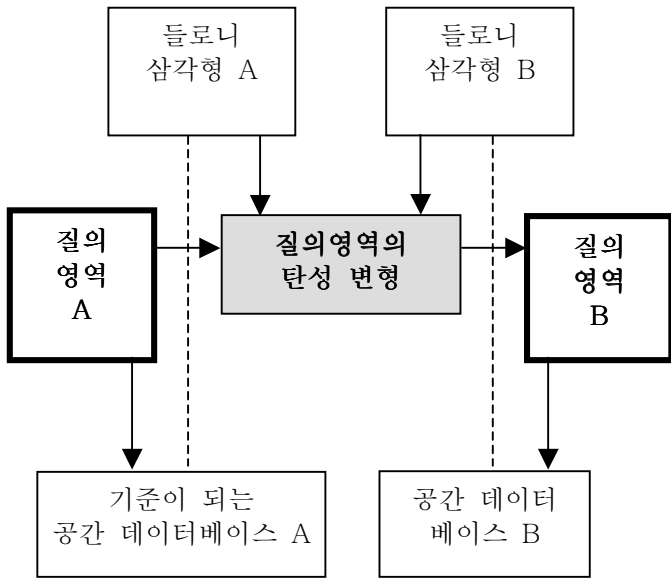 들로니
삼각형 A
들로니
삼각형 B
질의
영역
A
질의영역의
탄성 변형
질의
영역
B
기준이 되는
공간 데이터베이스 A
공간 데이터
베이스 B